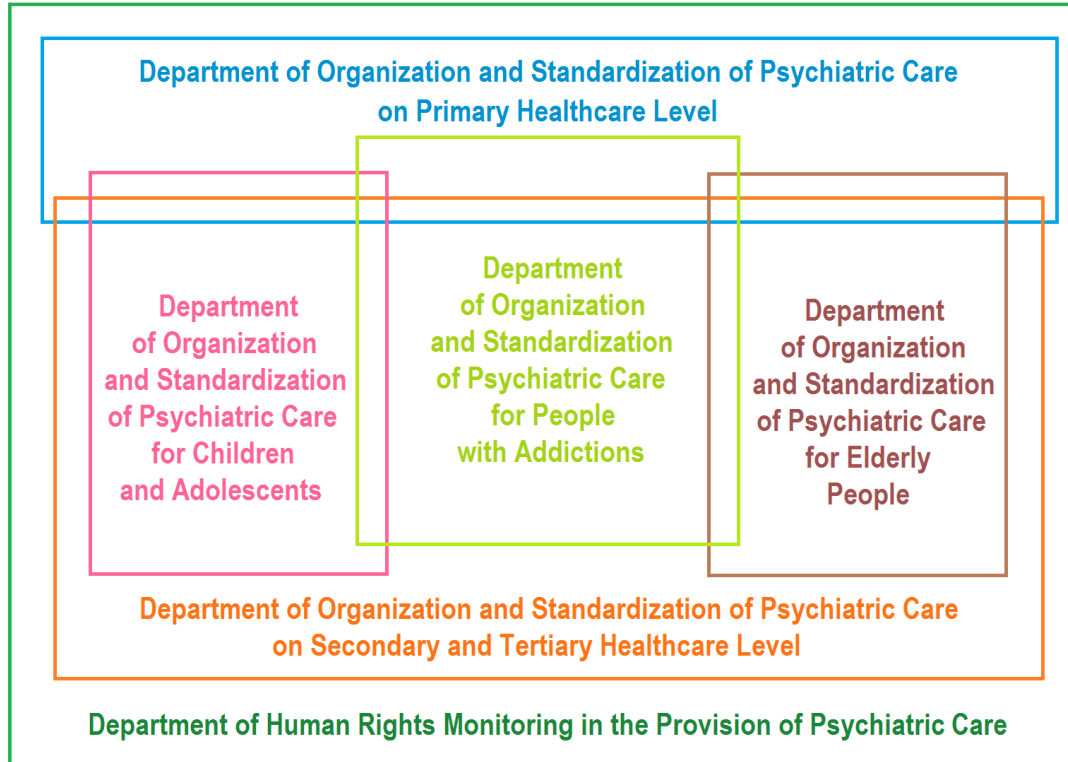 Department of Organization and Standardization of Psychiatric Care
on Primary Healthcare Level
Department
of Organization
and Standardization
of Psychiatric Care
for Children
and Adolescents
Department
of Organization
and Standardization
of Psychiatric Care
for People
with Addictions
Department
of Organization
and Standardization
of Psychiatric Care
for Elderly
People
Department of Organization and Standardization of Psychiatric Care
on Secondary and Tertiary Healthcare Level
Department of Human Rights Monitoring in the Provision of Psychiatric Care